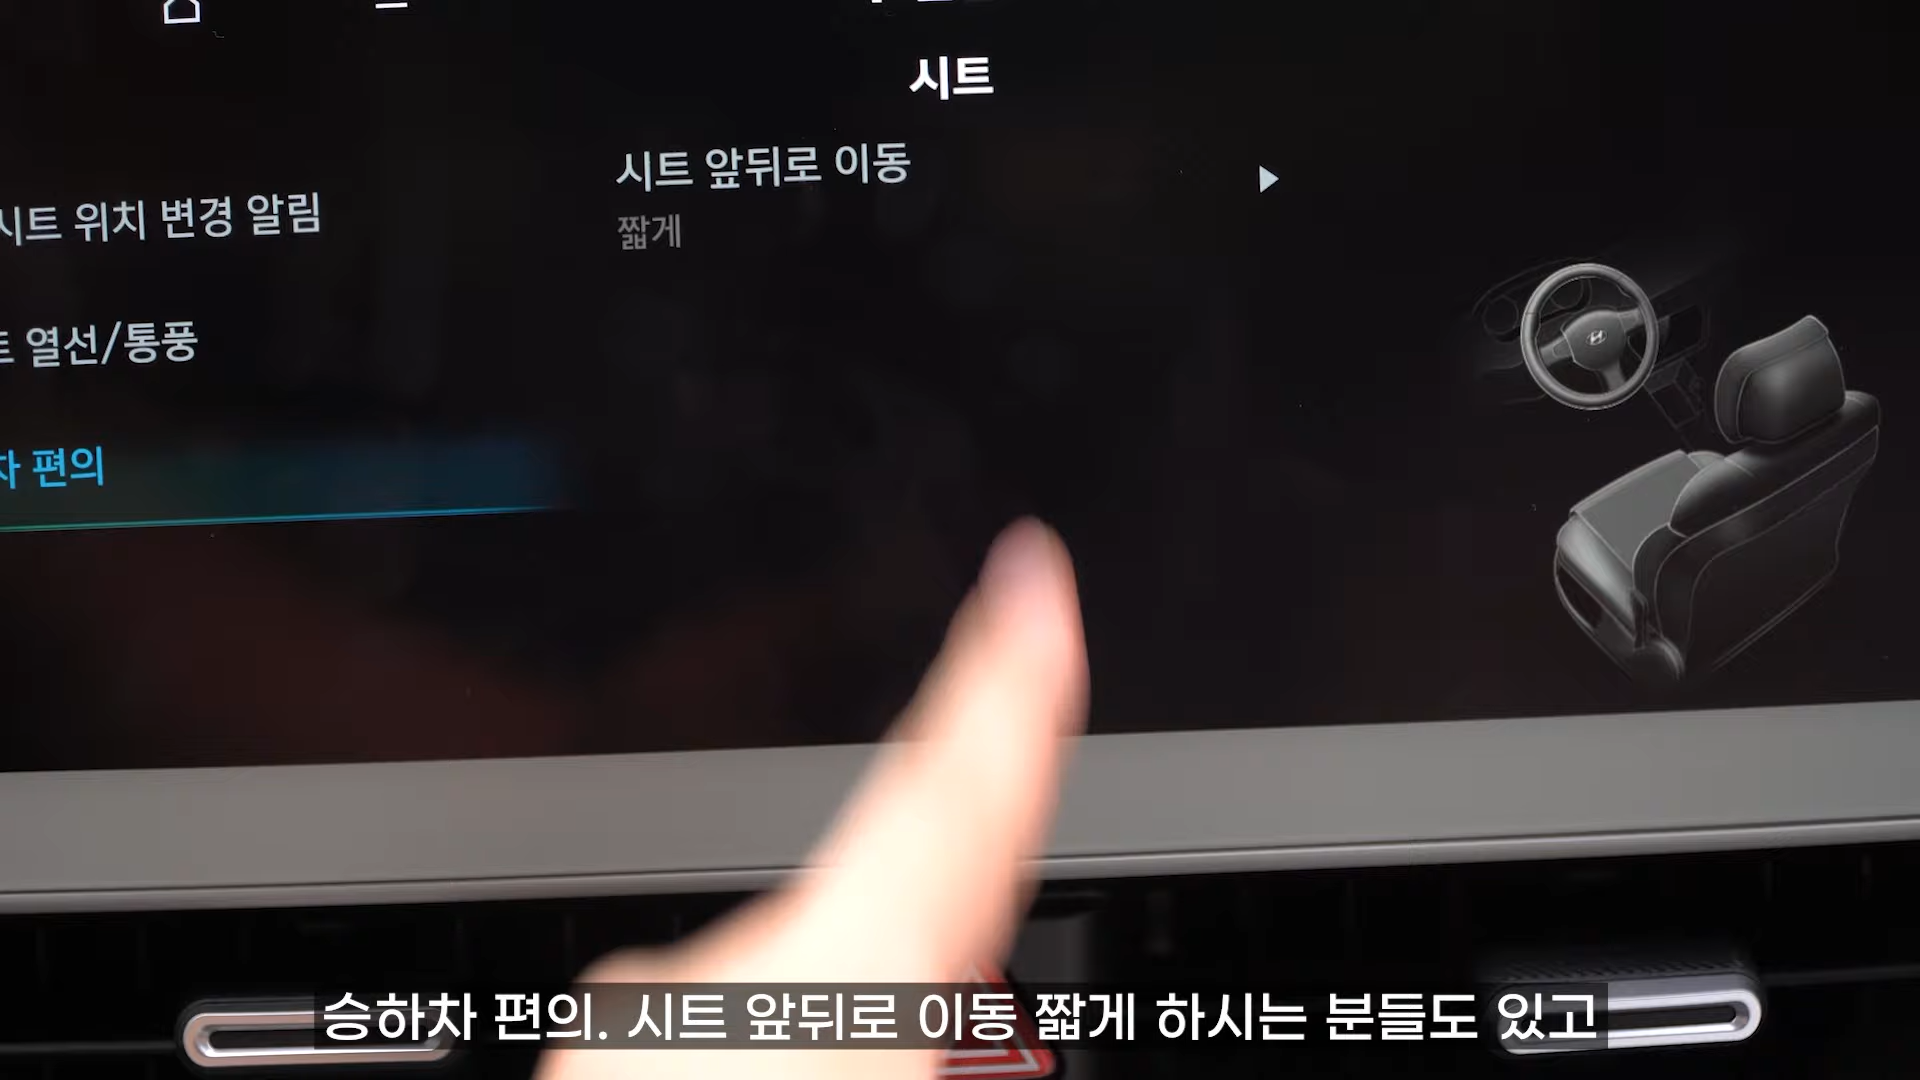 시트
시트 앞뒤로 이동
짧게
시트 위치 변경 알림
열선/통풍
편의
승하차 편의. 시트 앞뒤로 이동 짧게 하시는 분들도 있고